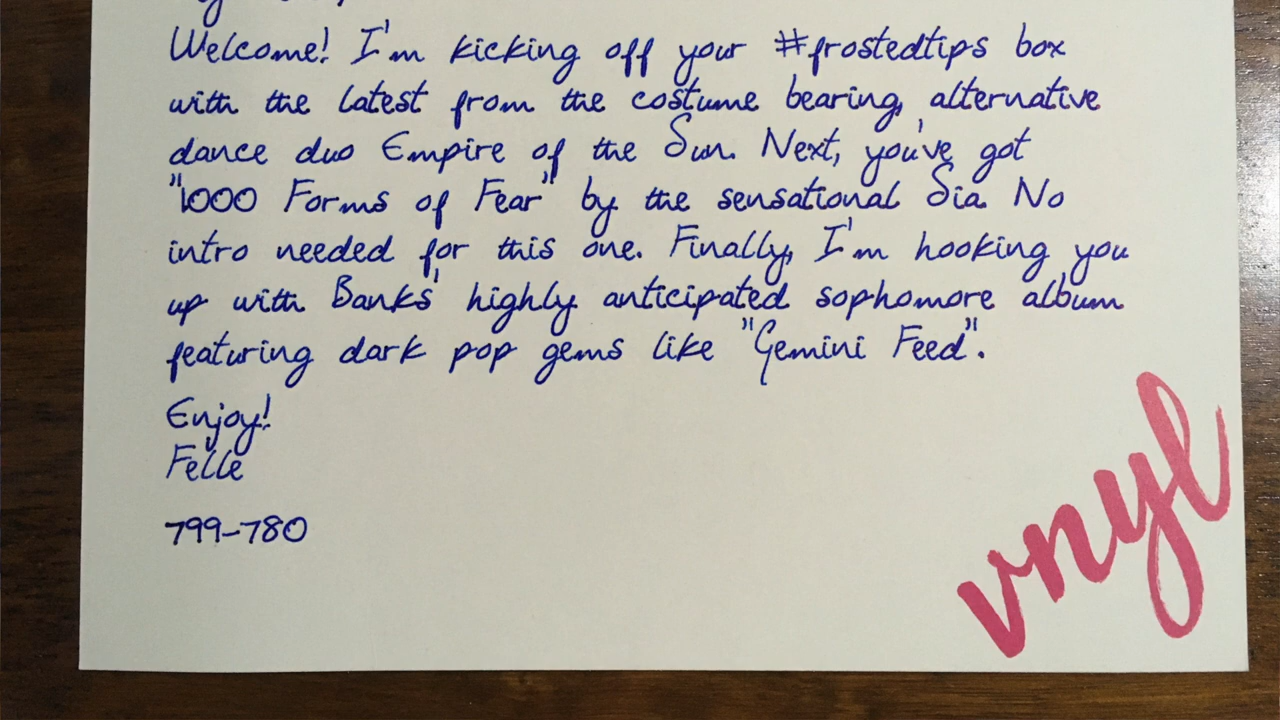 Welcome! I'm kicking off your #frostedtips box
with the latest from the costume bearing, alternative
dance duo Empire of the Sun. Next, you've got
"1000 Forms of Fear" by the sensational Sia. No
intro needed for this one. Finally, I'm hooking you
up with Banks' highly anticipated sophomore album
featuring dark pop gems like "Gemini Feed".
Enjoy!
Felle
799-780
vnyl